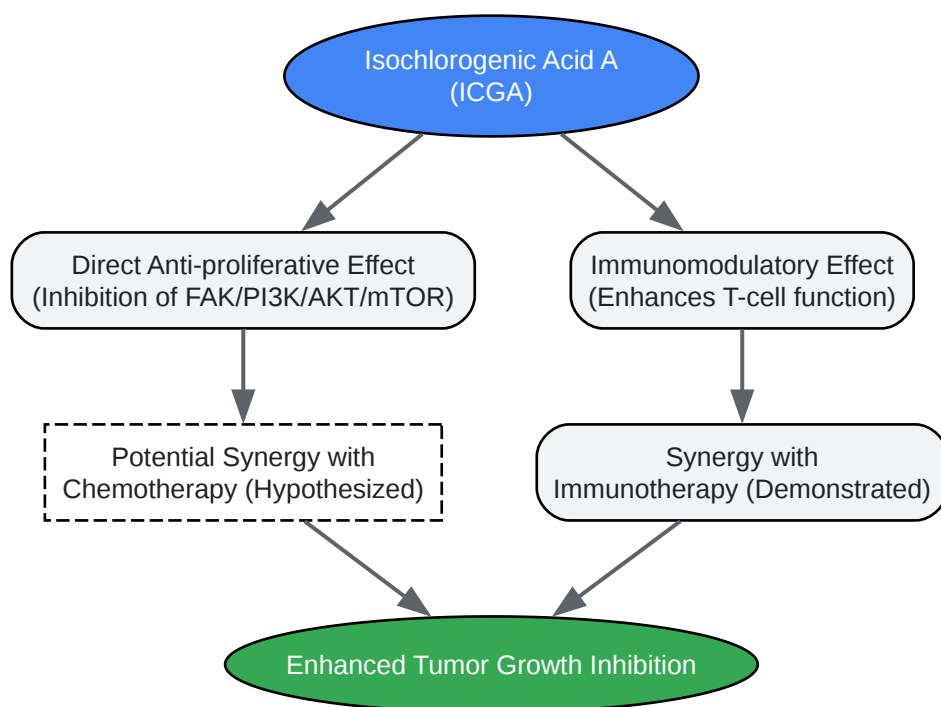 Isochlorogenic Acid A
(ICGA)
Direct Anti-proliferative Effect
(Inhibition of FAK/PI3K/AKT/mTOR)
Immunomodulatory Effect
(Enhances T-cell function)
Potential Synergy with
Chemotherapy (Hypothesized)
Synergy with
Immunotherapy (Demonstrated)
Enhanced Tumor Growth Inhibition